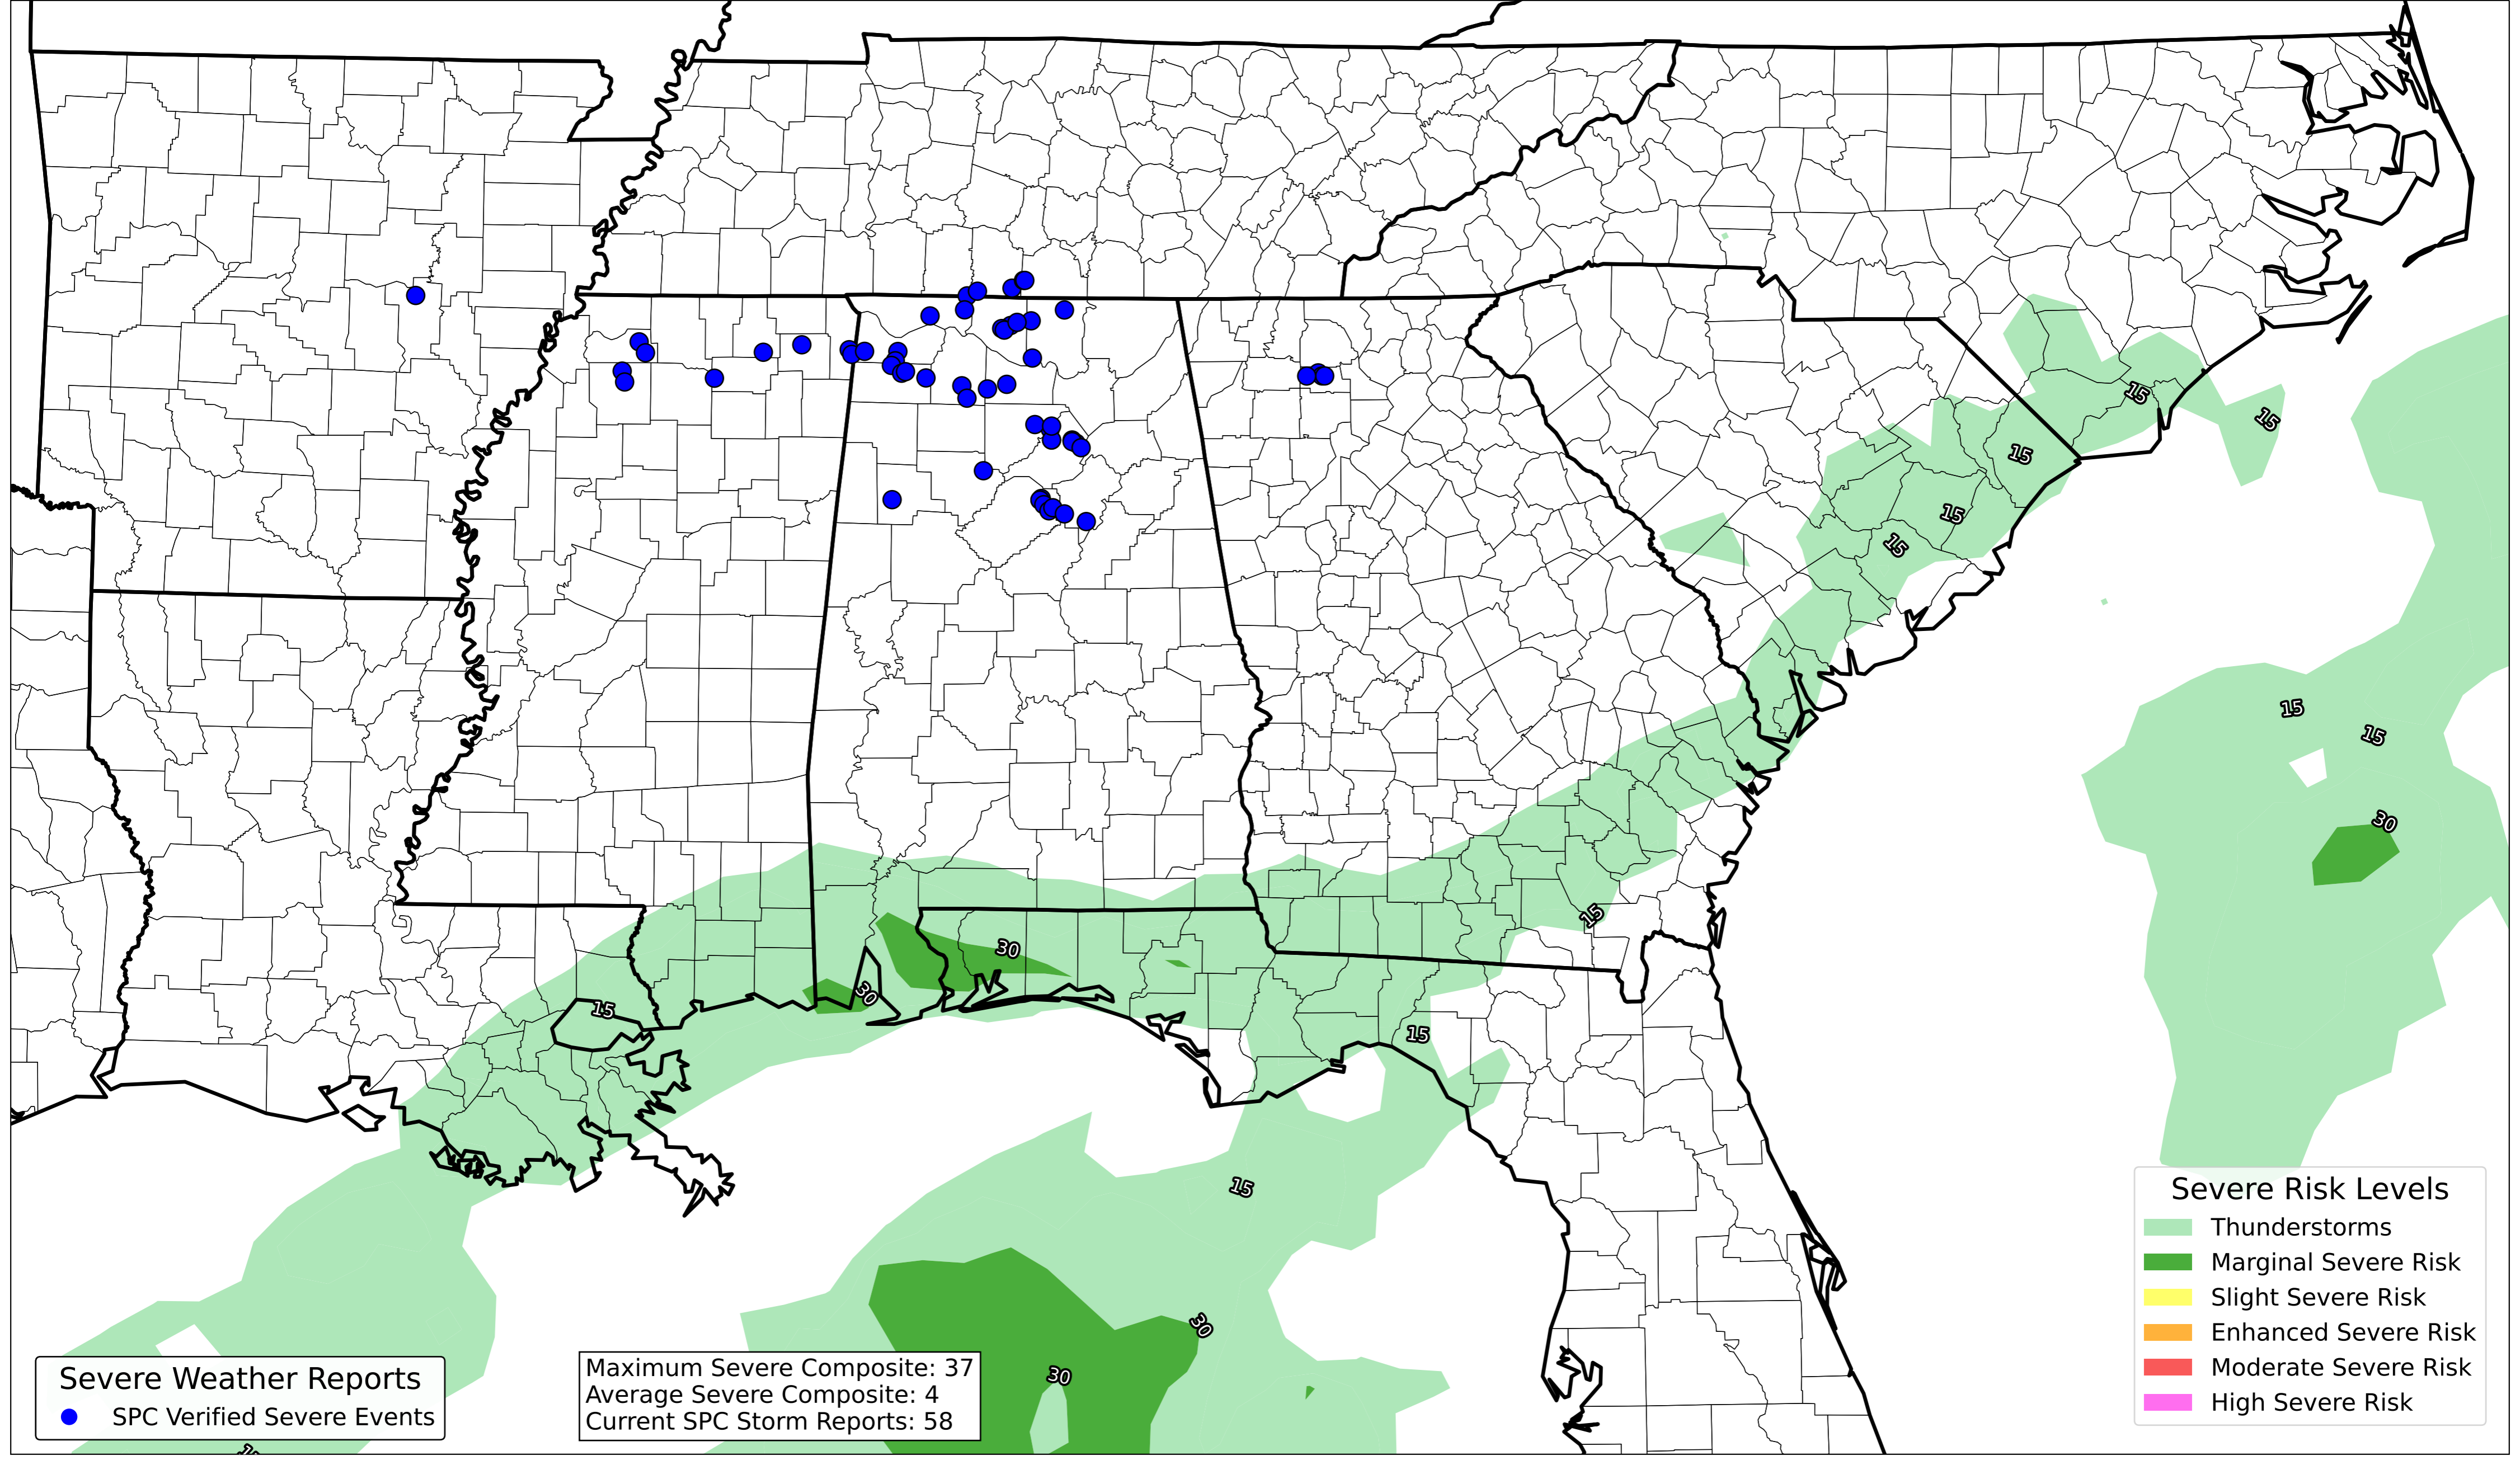 15
15
15
15
15
15
15
30
15
30
30
15
15
15
30
30
Severe Weather Reports
SPC Verified Severe Events
Maximum Severe Composite: 37
Average Severe Composite: 4
Current SPC Storm Reports: 58
Severe Risk Levels
Thunderstorms
Marginal Severe Risk
Slight Severe Risk
Enhanced Severe Risk
Moderate Severe Risk
High Severe Risk